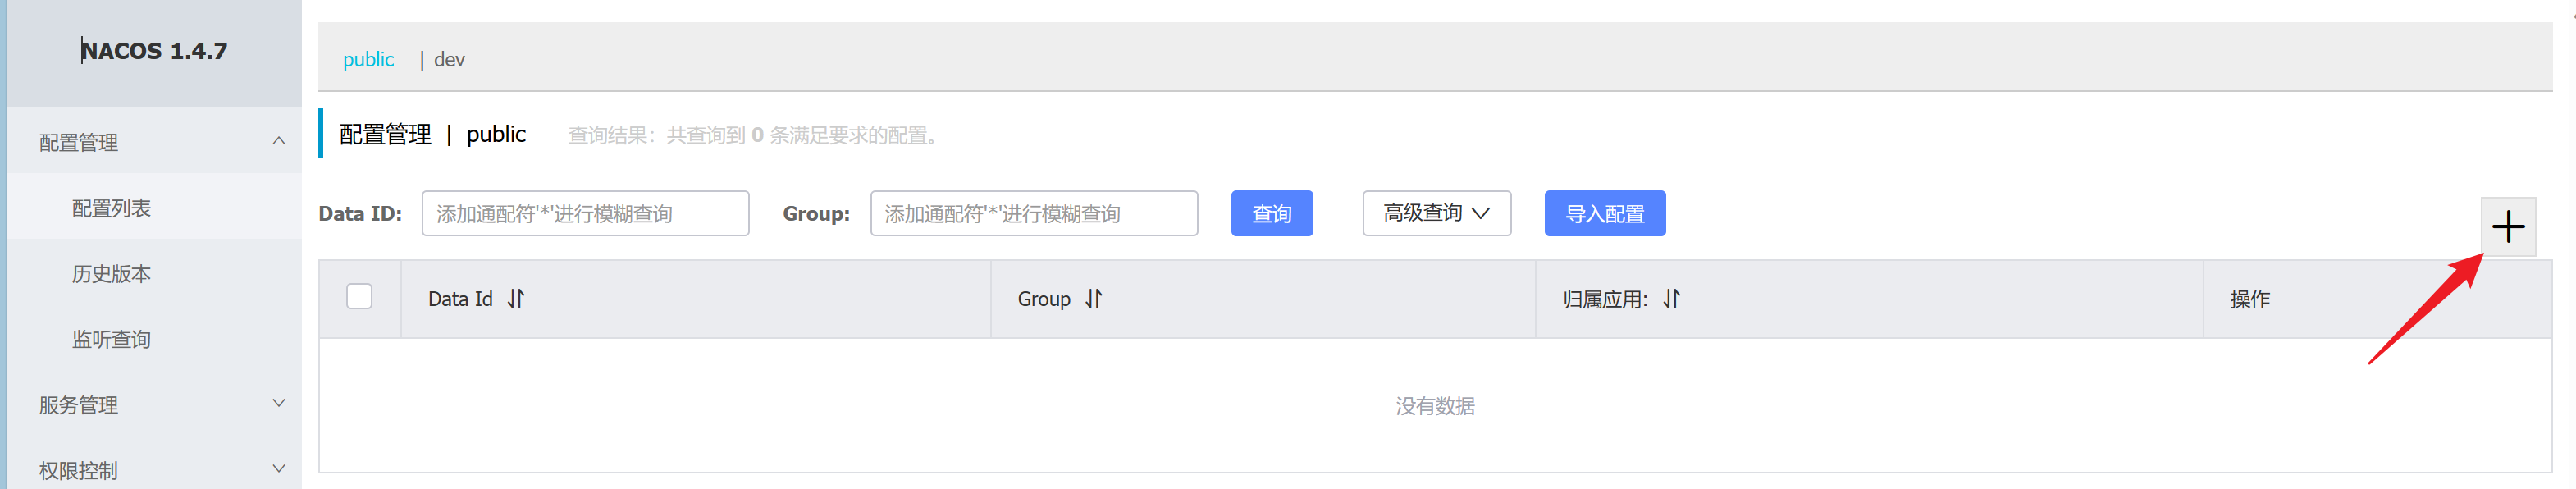 NACOS 1.4.7
public | dev
配置管理
配置管理 | public 查询结果：共查询到 0 条满足要求的配置。
配置列表
Data ID: 添加通配符'*'进行模糊查询 Group: 添加通配符'*'进行模糊查询 查询 高级查询 导入配置
历史版本
Data Id Group 归属应用: 操作
监听查询
服务管理
没有数据
权限控制